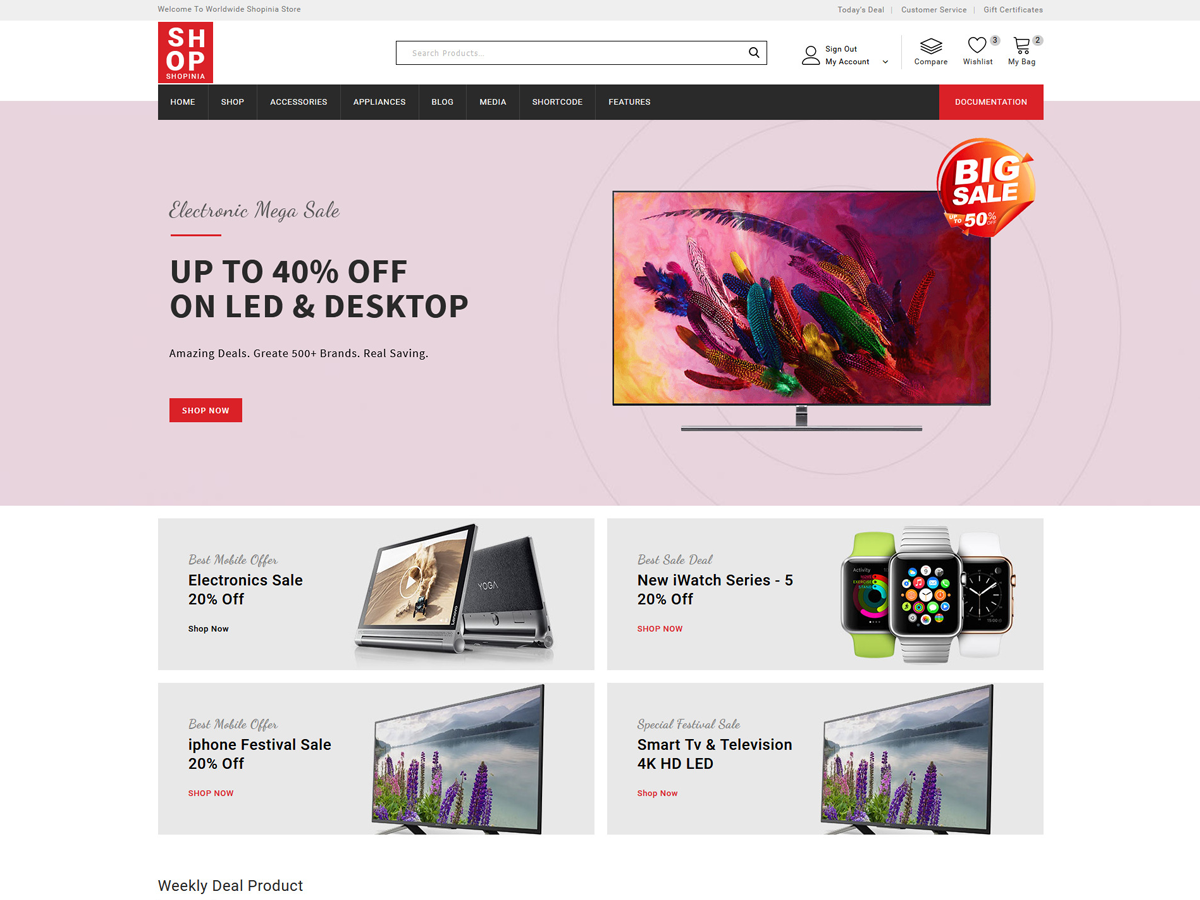 Welcome To Worldwide Shopinia Store
Today's Deal | Customer Service | Gift Certificates
SH
OP
SHOPINIA
Search Products...
Sign Out
My Account
Compare
3
Wishlist
2
My Bag
HOME
SHOP
ACCESSORIES
APPLIANCES
BLOG
MEDIA
SHORTCODE
FEATURES
DOCUMENTATION
BIG
SALE
UP TO 50% OFF
Electronic Mega Sale
UP TO 40% OFF
ON LED & DESKTOP
Amazing Deals. Greate 500+ Brands. Real Saving.
SHOP NOW
Best Mobile Offer
Electronics Sale
20% Off
Shop Now
YOGA
Best Sale Deal
New iWatch Series - 5
20% Off
SHOP NOW
Activity
Best Mobile Offer
iphone Festival Sale
20% Off
SHOP NOW
Special Festival Sale
Smart Tv & Television
4K HD LED
Shop Now
Weekly Deal Product